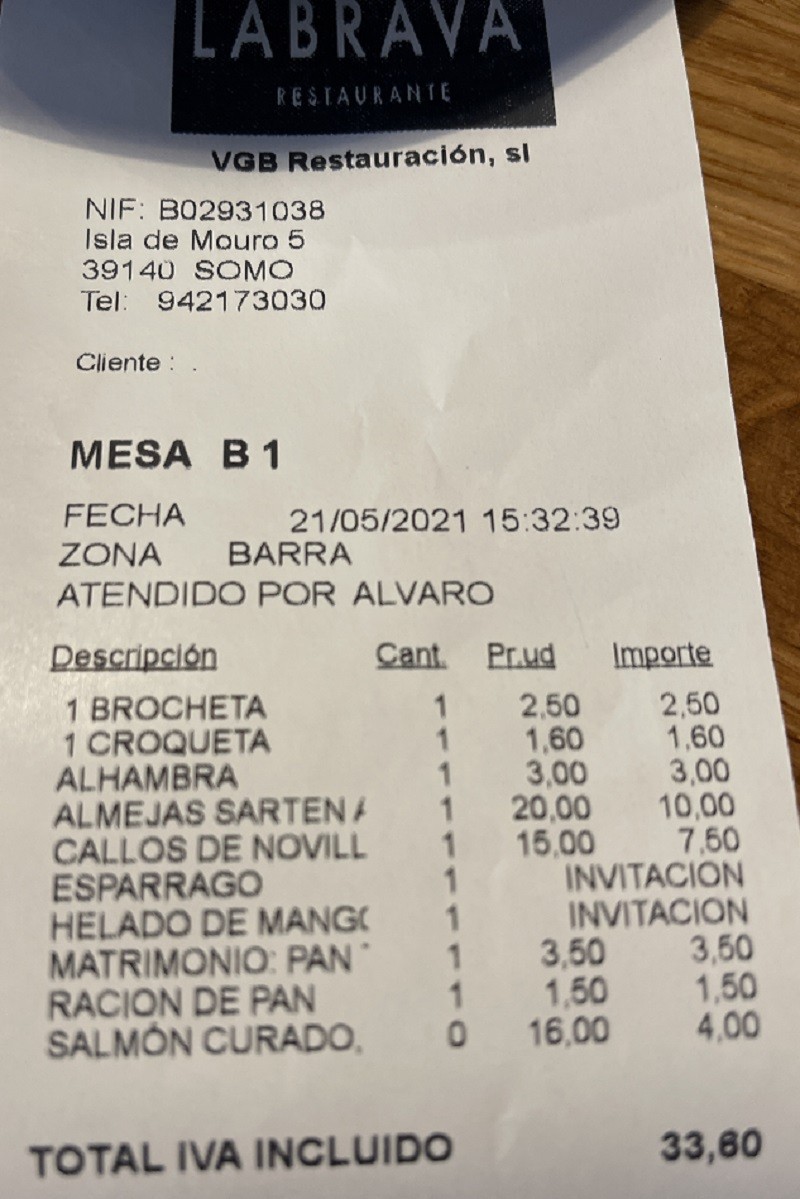 LABRAVA
RESTAURANTE
VGB Restauración, sl
NIF: B02931038
Isla de Mouro 5
39140 SOMO
Tel: 942173030
Cliente : .
MESA B 1
FECHA 21/05/2021 15:32:39
ZONA BARRA
ATENDIDO POR ALVARO
Descripción Cant. Pr.ud Importe
1 BROCHETA 1 2,50 2,50
1 CROQUETA 1 1,60 1,60
ALHAMBRA 1 3,00 3,00
ALMEJAS SARTEN 1 20,00 10,00
CALLOS DE NOVILL 1 15,00 7,50
ESPARRAGO 1 INVITACION
HELADO DE MANGO 1 INVITACION
MATRIMONIO: PAN 1 3,50 3,50
RACION DE PAN 1 1,50 1,50
SALMÓN CURADO, 0 16,00 4,00
TOTAL IVA INCLUIDO 33,60